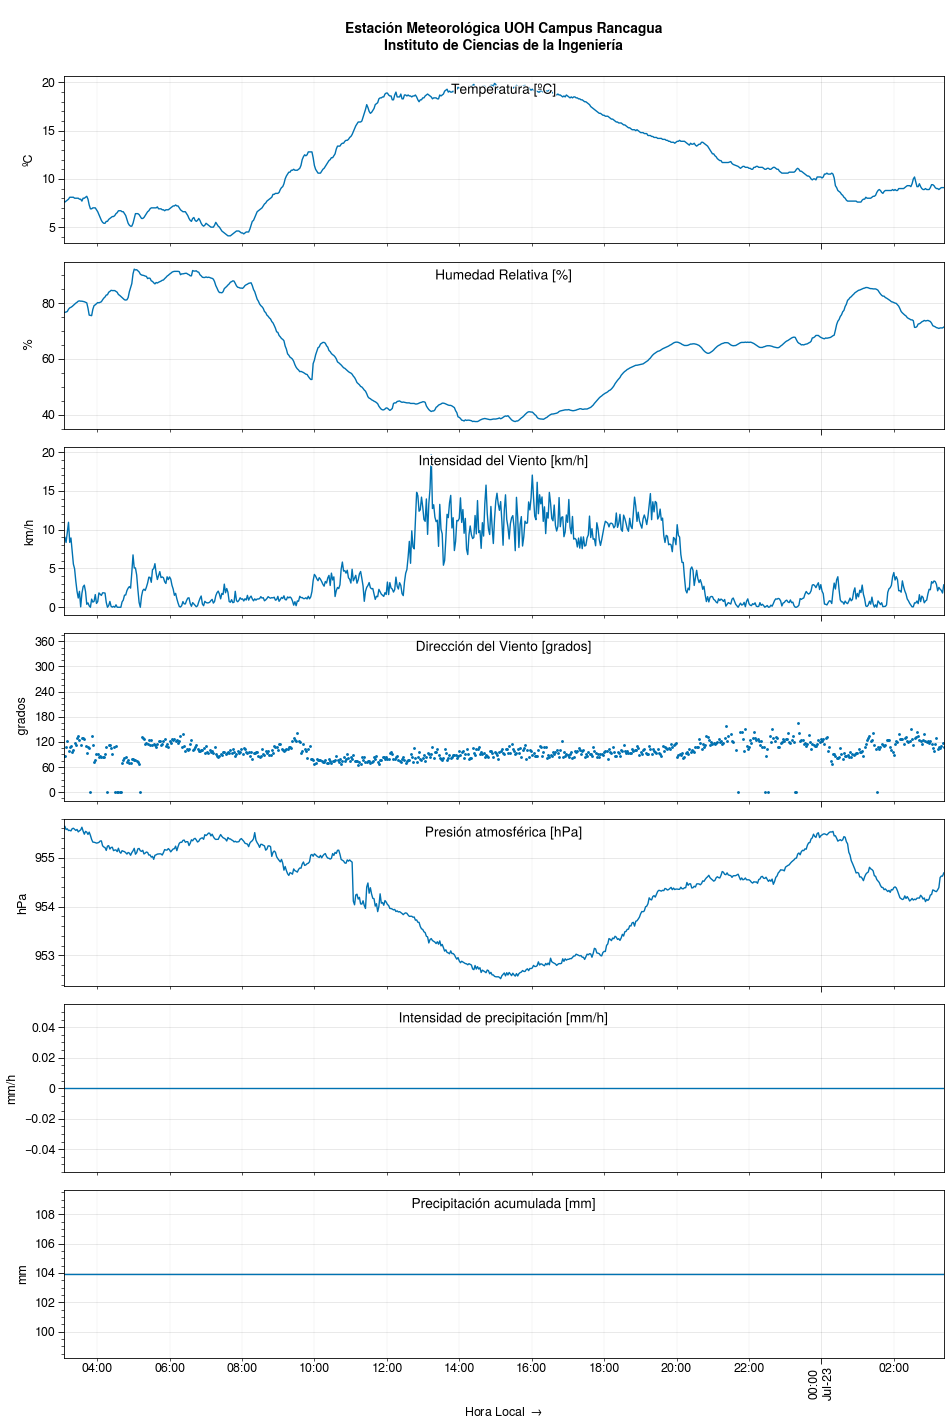 Estación Meteorológica UOH Campus Rancagua
Instituto de Ciencias de la Ingeniería
Temperatura [ºC]
ºC
20
15
10
5
Humedad Relativa [%]
%
80
60
40
Intensidad del Viento [km/h]
km/h
20
15
10
5
0
Dirección del Viento [grados]
grados
360
300
240
180
120
60
0
Presión atmosférica [hPa]
hPa
955
954
953
Intensidad de precipitación [mm/h]
mm/h
0.04
0.02
0
−0.02
−0.04
Precipitación acumulada [mm]
mm
108
106
104
102
100
04:00 06:00 08:00 10:00 12:00 14:00 16:00 18:00 20:00 22:00 00:00 02:00
Jul-23
Hora Local →